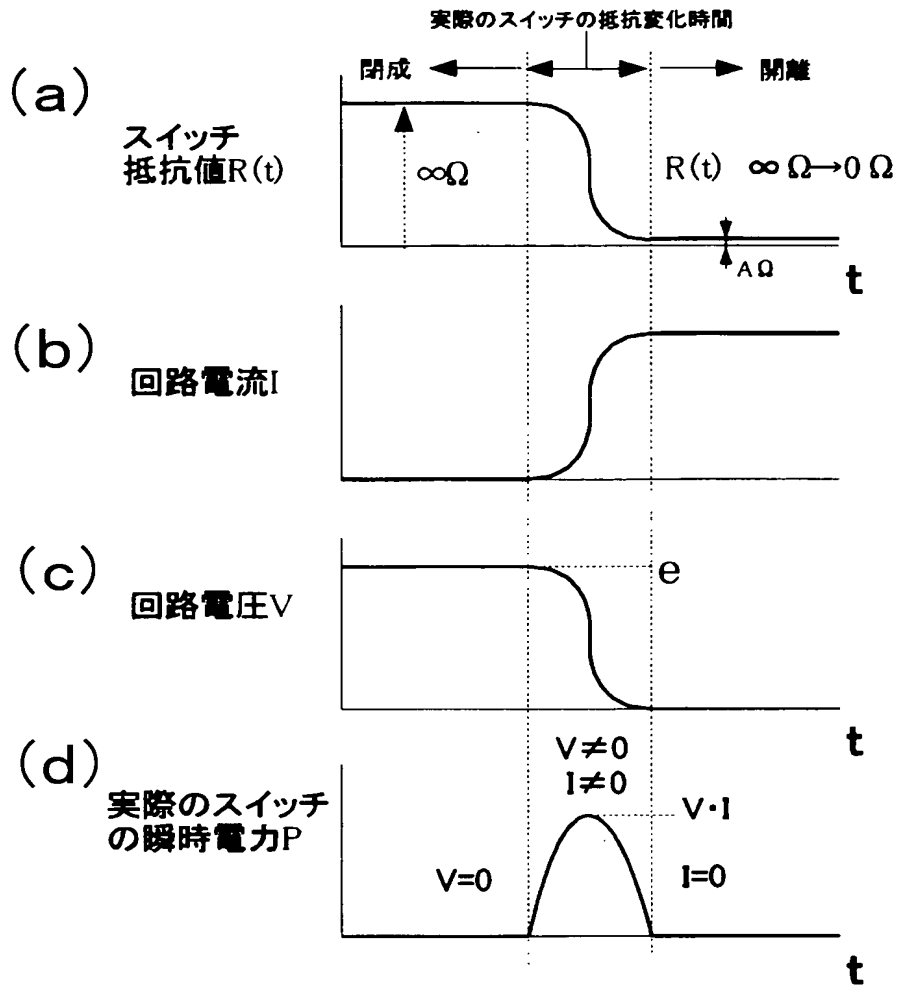 実際のスイッチの抵抗変化時間
閉成
開離
(a)
スイッチ
抵抗値R(t)
∞Ω
R(t) ∞Ω→0Ω
AΩ
t
(b)
回路電流I
(c)
回路電圧V
e
t
(d)
実際のスイッチ
の瞬時電力P
V≠0
I≠0
V・I
V=0
I=0
t